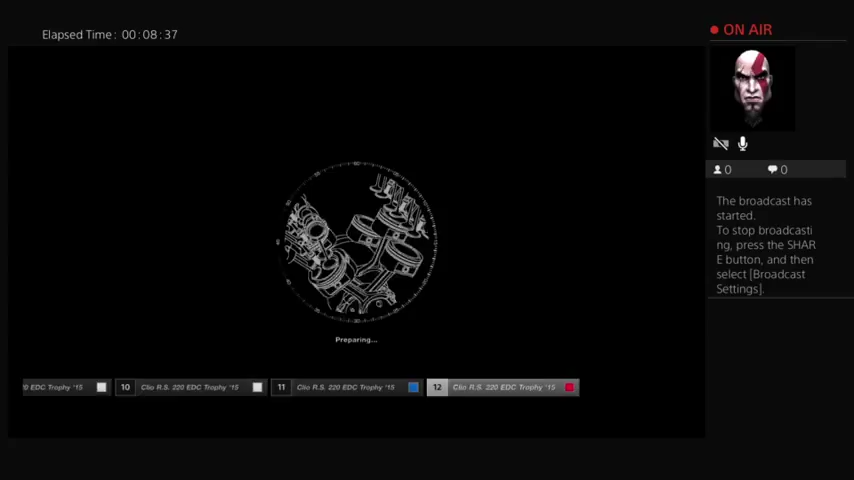 Elapsed Time: 00:08:37
ON AIR
0 0
The broadcast has
started.
To stop broadcasti
ng, press the SHAR
E button, and then
select [Broadcast
Settings].
Preparing...
0 EDC Trophy '15
10 Clio R.S. 220 EDC Trophy '15
11 Clio R.S. 220 EDC Trophy '15
12 Clio R.S. 220 EDC Trophy '15